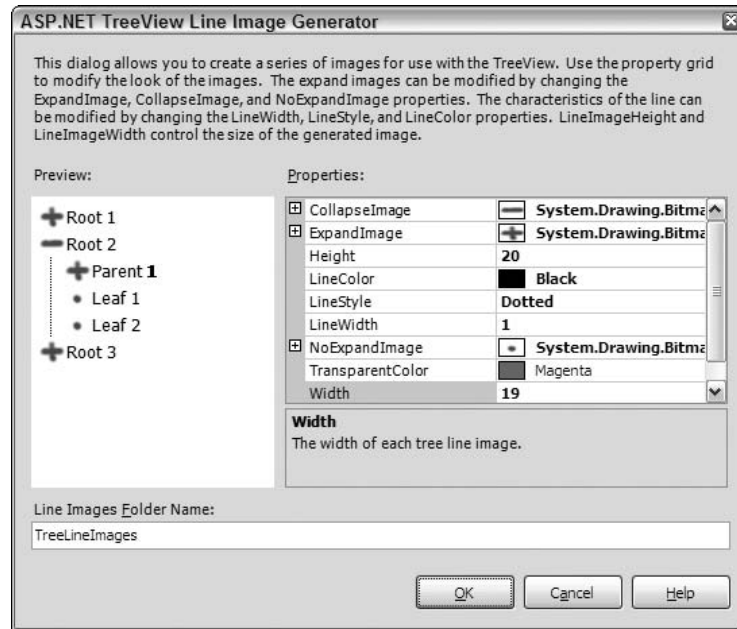 ASP.NET TreeView Line Image Generator
This dialog allows you to create a series of images for use with the TreeView. Use the property grid
to modify the look of the images. The expand images can be modified by changing the
ExpandImage, CollapseImage, and NoExpandImage properties. The characteristics of the line can
be modified by changing the LineWidth, LineStyle, and LineColor properties. LineImageHeight and
LineImageWidth control the size of the generated image.
Preview:
Root 1
Root 2
Parent 1
Leaf 1
Leaf 2
Root 3
Properties:
CollapseImage System.Drawing.Bitma
ExpandImage System.Drawing.Bitma
Height 20
LineColor Black
LineStyle Dotted
LineWidth 1
NoExpandImage System.Drawing.Bitma
TransparentColor Magenta
Width 19
Width
The width of each tree line image.
Line Images Folder Name:
TreeLineImages
OK Cancel Help